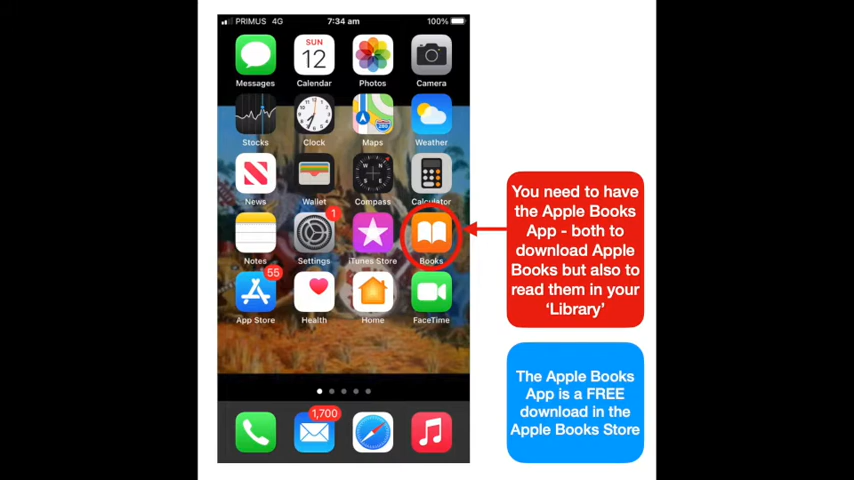 PRIMUS 4G 7:34 am 100%
SUN
12
Messages Calendar Photos Camera
280
Stocks Clock Maps Weather
N S W E
News Wallet Compass Calculator
1
Notes Settings iTunes Store Books
55
App Store Health Home FaceTime
1,700
You need to have
the Apple Books
App - both to
download Apple
Books but also to
read them in your
‘Library’
The Apple Books
App is a FREE
download in the
Apple Books Store